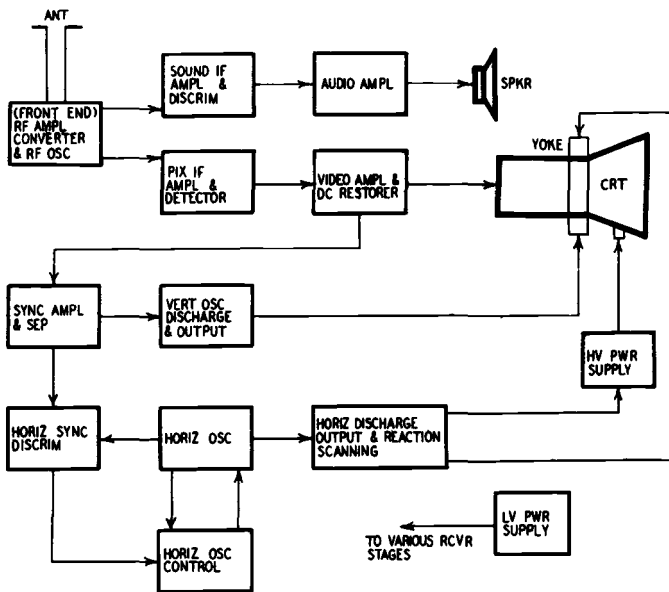 ANT
(FRONT END)
RF AMPL
CONVERTER
& RF OSC
SOUND IF
AMPL &
DISCRIM
AUDIO AMPL
SPKR
PIX IF
AMPL &
DETECTOR
VIDEO AMPL &
DC RESTORER
YOKE
CRT
SYNC AMPL
& SEP
VERT OSC
DISCHARGE
& OUTPUT
HV PWR
SUPPLY
HORIZ SYNC
DISCRIM
HORIZ OSC
HORIZ DISCHARGE
OUTPUT & REACTION
SCANNING
HORIZ OSC
CONTROL
TO VARIOUS RCVR
STAGES
LV PWR
SUPPLY